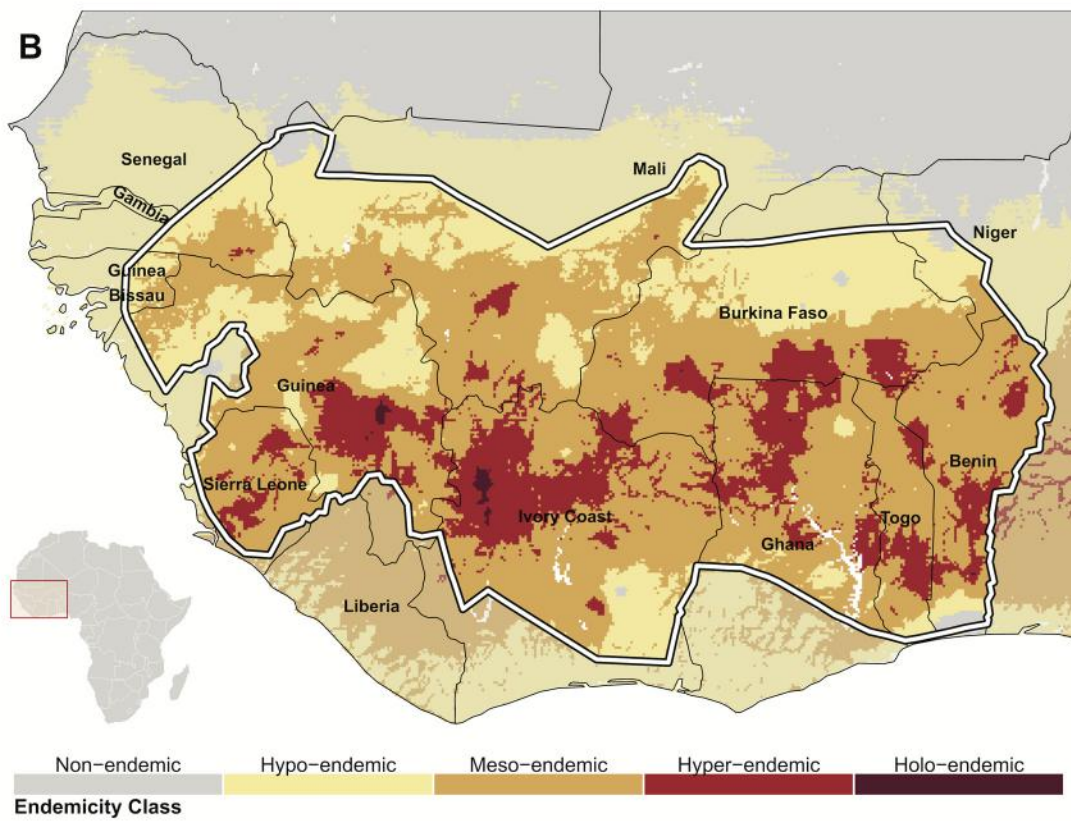 B
Senegal
Mali
Gambia
Niger
Guinea
Bissau
Burkina Faso
Guinea
Benin
Sierra Leone
Ivory Coast
Togo
Ghana
Liberia
Non-endemic Hypo-endemic Meso-endemic Hyper-endemic Holo-endemic
Endemicity Class